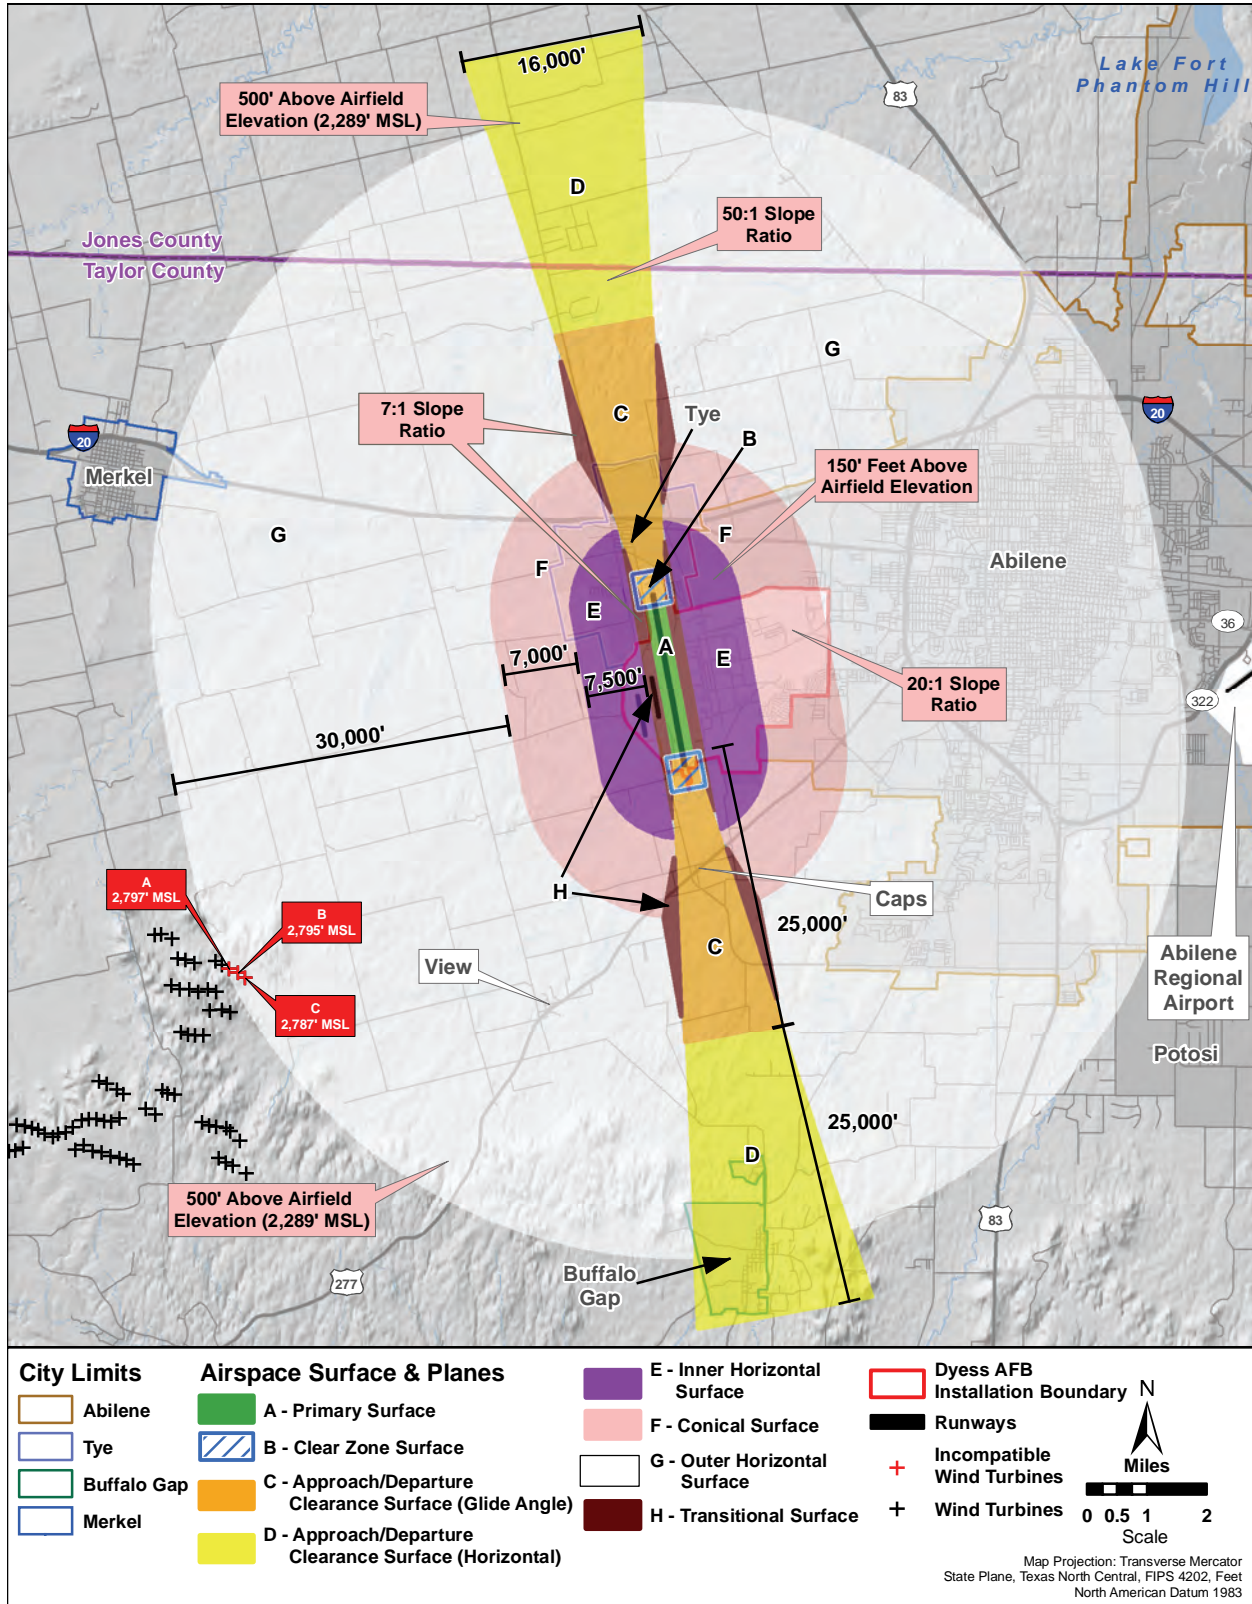 16,000'
500' Above Airfield
Elevation (2,289' MSL)
Lake Fort
Phantom Hill
83
D
50:1 Slope
Ratio
Jones County
Taylor County
G
7:1 Slope
Ratio
C
Tye
B
20
Merkel
20
150' Feet Above
Airfield Elevation
G
F
F
Abilene
E
A
E
36
7,000'
7,500'
20:1 Slope
Ratio
322
30,000'
A
2,797' MSL
B
2,795' MSL
H
Caps
25,000'
C
View
Abilene
Regional
Airport
C
2,787' MSL
Potosi
25,000'
D
500' Above Airfield
Elevation (2,289' MSL)
83
Buffalo
Gap
277
City Limits
Abilene
Tye
Buffalo Gap
Merkel
Airspace Surface & Planes
A - Primary Surface
B - Clear Zone Surface
C - Approach/Departure
Clearance Surface (Glide Angle)
D - Approach/Departure
Clearance Surface (Horizontal)
E - Inner Horizontal
Surface
F - Conical Surface
G - Outer Horizontal
Surface
H - Transitional Surface
Dyess AFB
Installation Boundary
Runways
Incompatible
Wind Turbines
Wind Turbines
N
Miles
0 0.5 1 2
Scale
Map Projection: Transverse Mercator
State Plane, Texas North Central, FIPS 4202, Feet
North American Datum 1983